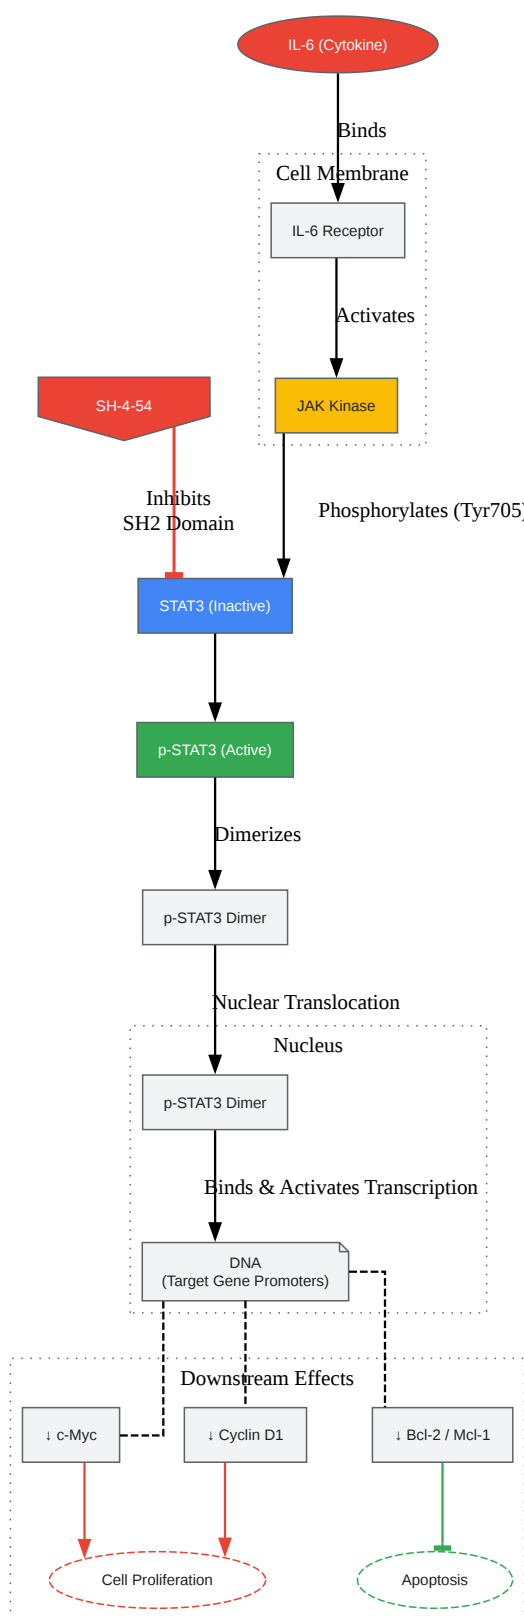 IL-6 (Cytokine)
Binds
Cell Membrane
IL-6 Receptor
Activates
JAK Kinase
SH-4-54
Inhibits
SH2 Domain
Phosphorylates (Tyr705)
STAT3 (Inactive)
p-STAT3 (Active)
Dimerizes
p-STAT3 Dimer
Nuclear Translocation
Nucleus
p-STAT3 Dimer
Binds & Activates Transcription
DNA
(Target Gene Promoters)
Downstream Effects
↓ c-Myc
↓ Cyclin D1
↓ Bcl-2 / Mcl-1
Cell Proliferation
Apoptosis